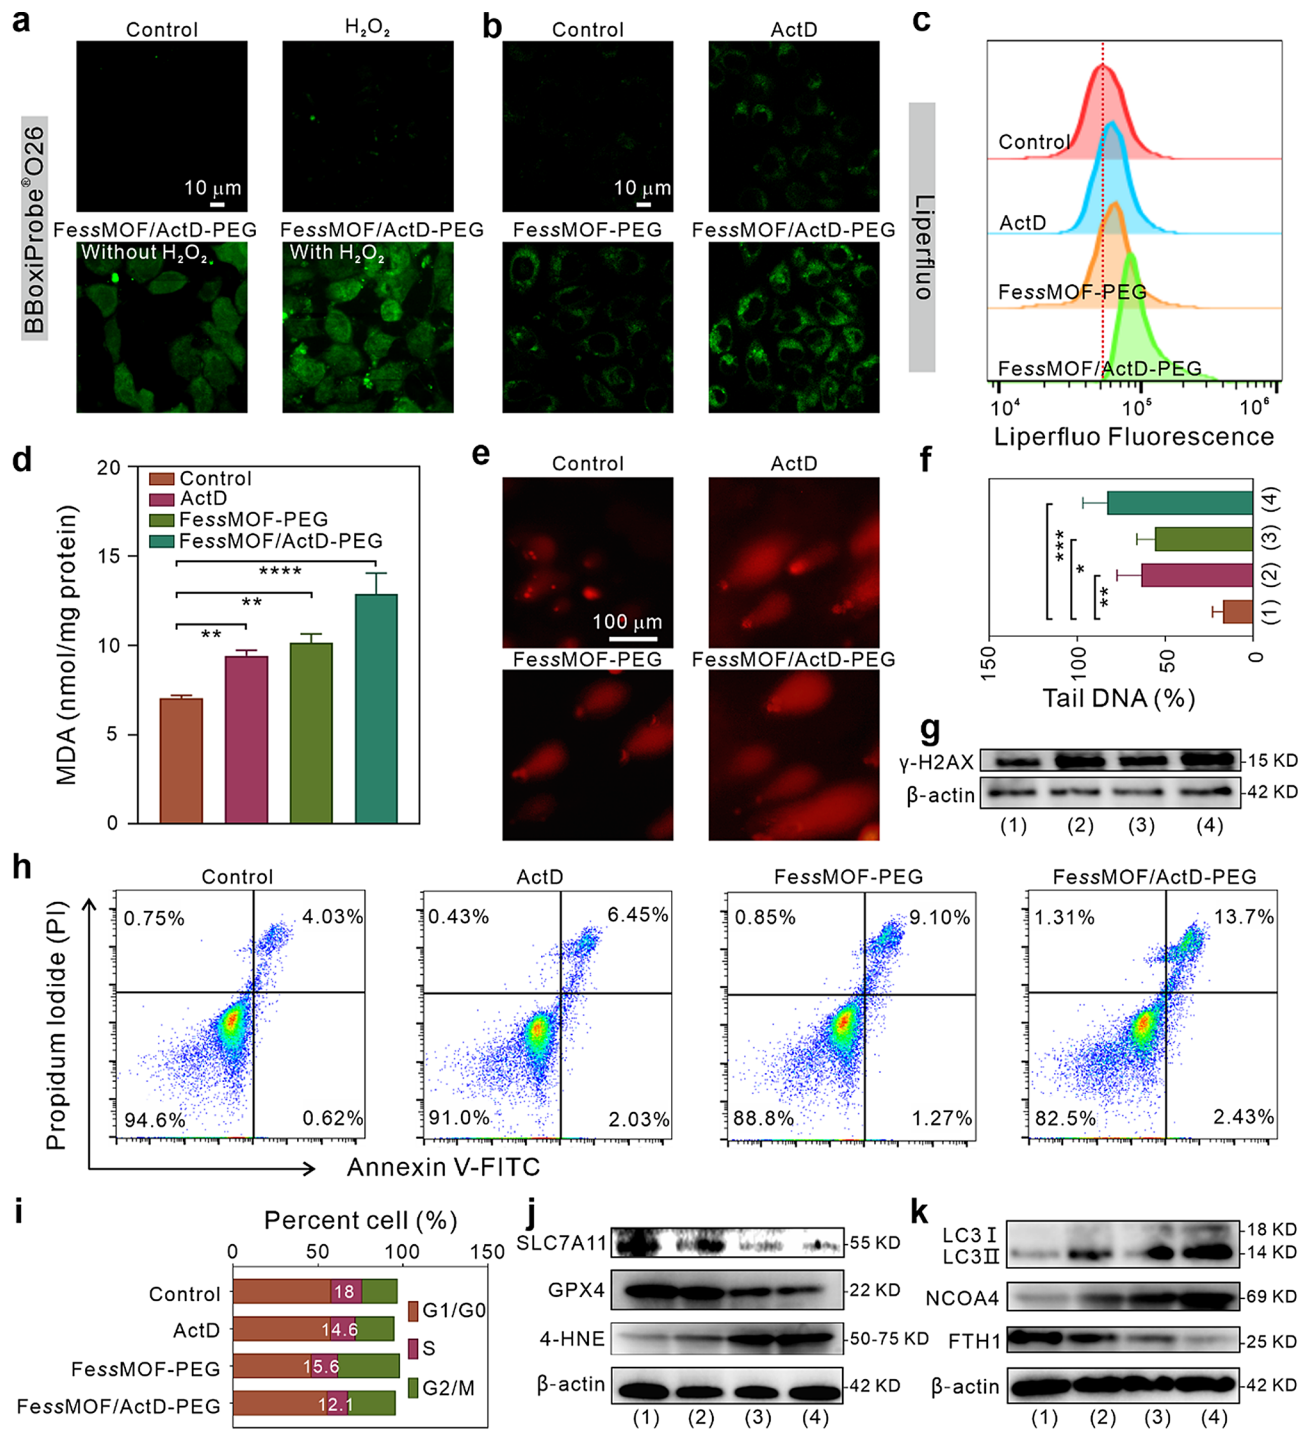 a
Control
H₂O₂
BBoxiProbe®O26
10 µm
FessMOF/ActD-PEG
FessMOF/ActD-PEG
Without H₂O₂
With H₂O₂
b
Control
ActD
10 µm
FessMOF-PEG
FessMOF/ActD-PEG
Liperfluo
c
Control
ActD
FessMOF-PEG
FessMOF/ActD-PEG
10⁴ 10⁵ 10⁶
Liperfluo Fluorescence
d
MDA (nmol/mg protein)
20
15
10
5
0
Control
ActD
FessMOF-PEG
FessMOF/ActD-PEG
****
**
**
e
Control
ActD
100 µm
FessMOF-PEG
FessMOF/ActD-PEG
f
***
*
**
(4)
(3)
(2)
(1)
150 100 50 0
Tail DNA (%)
g
γ-H2AX
15 KD
β-actin
42 KD
(1) (2) (3) (4)
h
Propidum Iodide (PI)
Control
0.75% 4.03%
94.6% 0.62%
ActD
0.43% 6.45%
91.0% 2.03%
FessMOF-PEG
0.85% 9.10%
88.8% 1.27%
FessMOF/ActD-PEG
1.31% 13.7%
82.5% 2.43%
Annexin V-FITC
i
Percent cell (%)
0 50 100 150
Control
18
ActD
14.6
FessMOF-PEG
15.6
FessMOF/ActD-PEG
12.1
G1/G0
S
G2/M
j
SLC7A11
55 KD
GPX4
22 KD
4-HNE
50-75 KD
β-actin
42 KD
(1) (2) (3) (4)
k
LC3 I
18 KD
LC3 II
14 KD
NCOA4
69 KD
FTH1
25 KD
β-actin
42 KD
(1) (2) (3) (4)